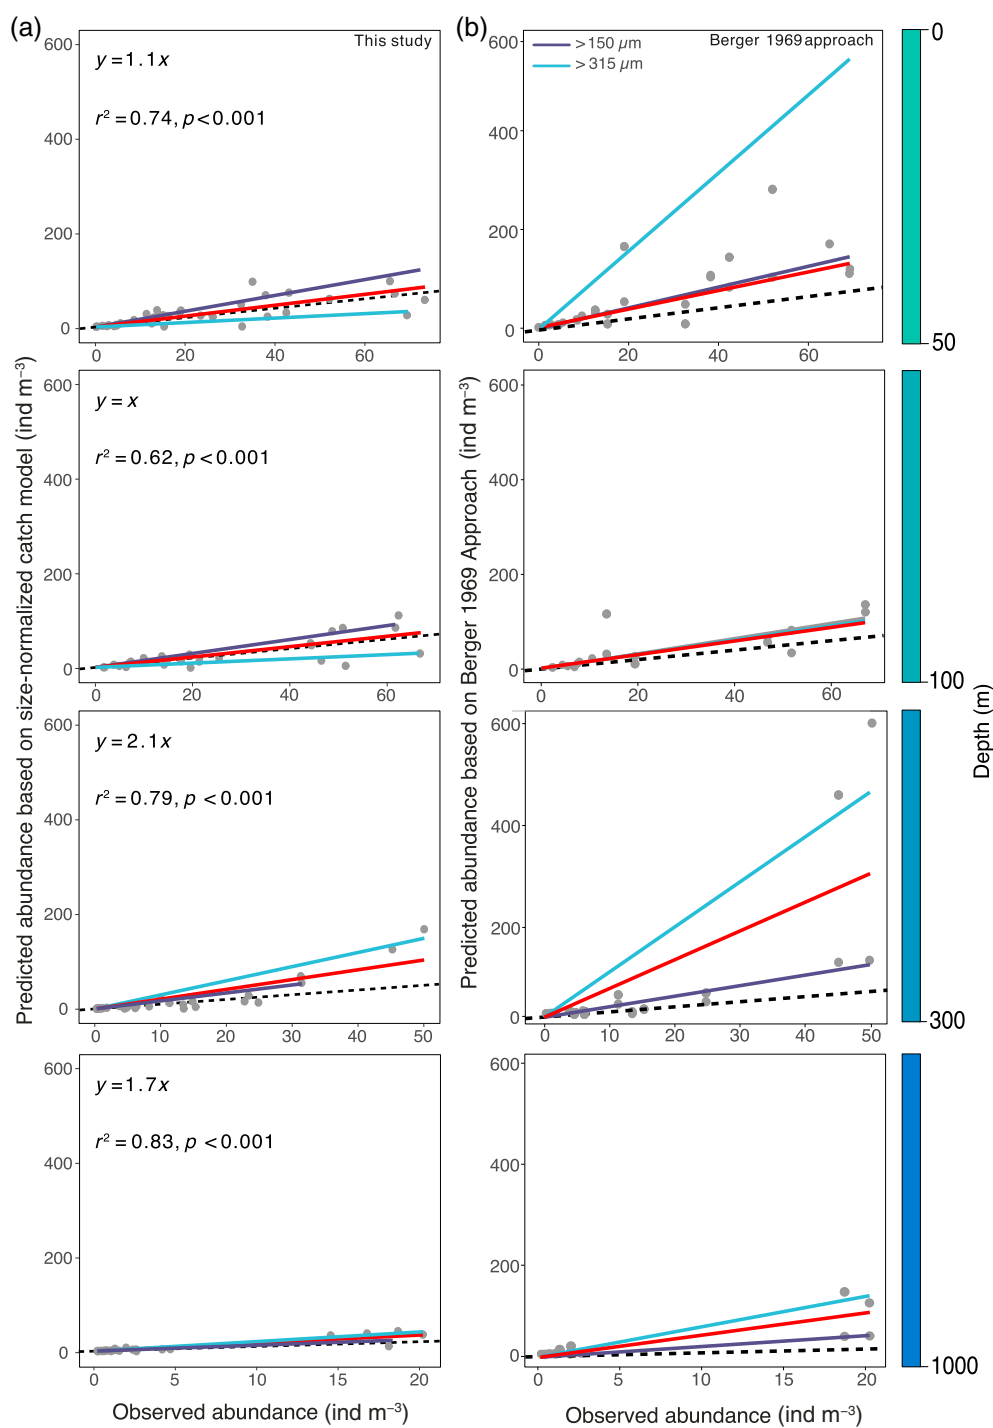 (a)
This study
y=1.1x
r² = 0.74, p<0.001
600
400
200
0
0 20 40 60
(b)
Berger 1969 approach
>150 µm
>315 µm
600
400
200
0
0 20 40 60
0
50
y=x
r² = 0.62, p<0.001
600
400
200
0
0 20 40 60
600
400
200
0
0 20 40 60
100
y=2.1x
r² = 0.79, p <0.001
600
400
200
0
0 10 20 30 40 50
600
400
200
0
0 10 20 30 40 50
300
y=1.7x
r² = 0.83, p <0.001
600
400
200
0
0 5 10 15 20
600
400
200
0
0 5 10 15 20
1000
Predicted abundance based on size-normalized catch model (ind m⁻³)
Predicted abundance based on Berger 1969 Approach (ind m⁻³)
Depth (m)
Observed abundance (ind m⁻³)
Observed abundance (ind m⁻³)